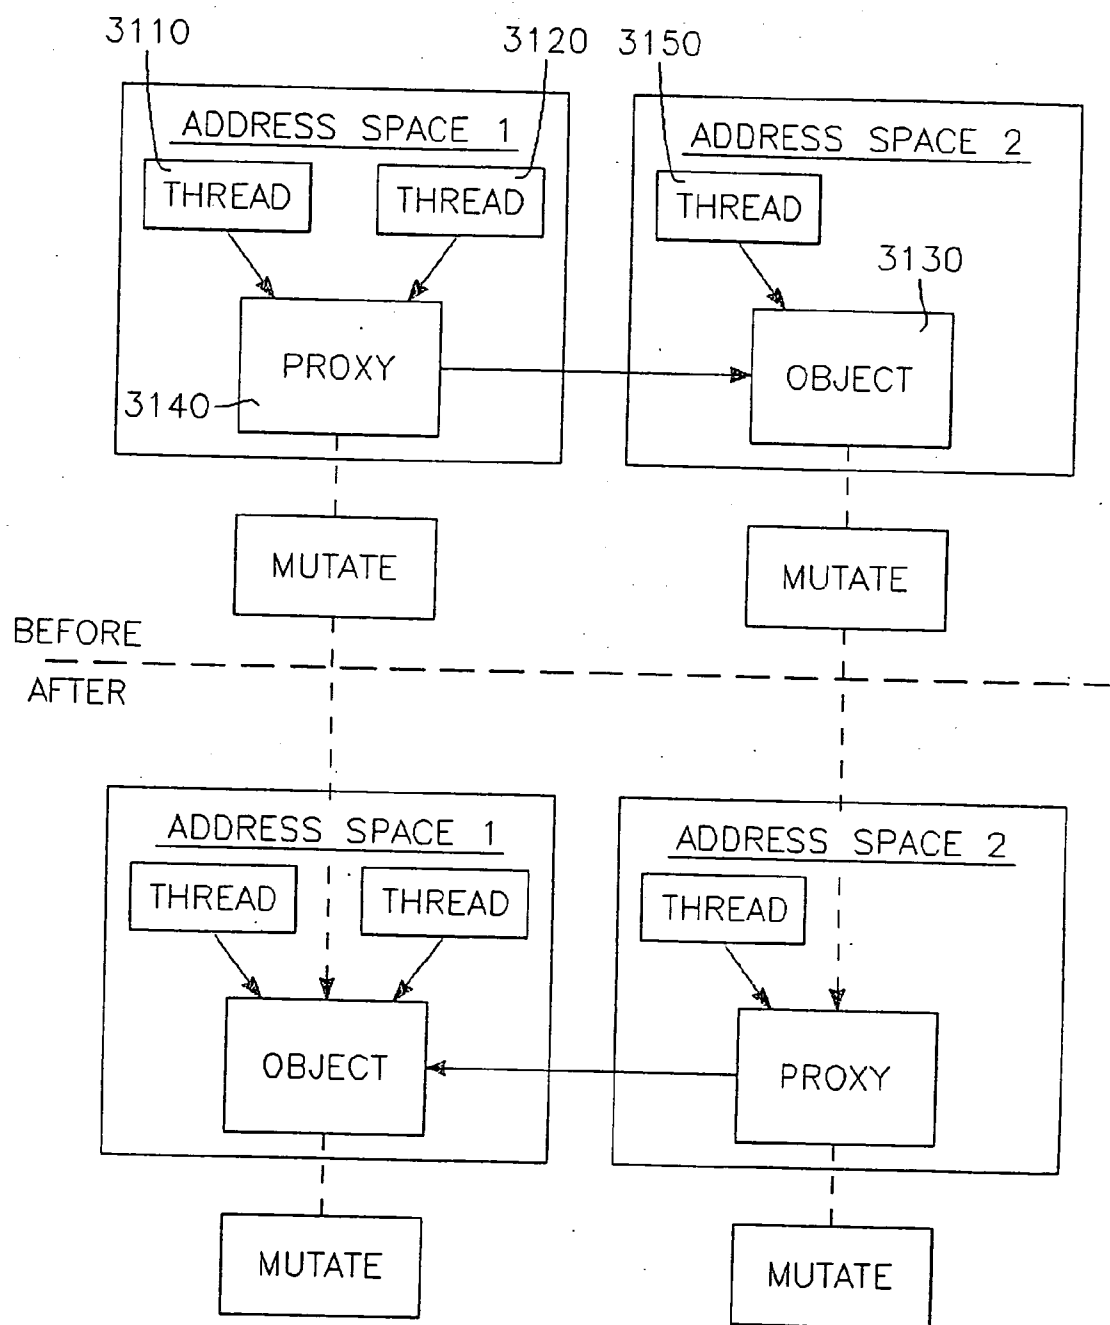 3110
3120
3150
ADDRESS SPACE 1
ADDRESS SPACE 2
THREAD
THREAD
THREAD
3130
PROXY
OBJECT
3140
MUTATE
MUTATE
BEFORE
AFTER
ADDRESS SPACE 1
ADDRESS SPACE 2
THREAD
THREAD
THREAD
OBJECT
PROXY
MUTATE
MUTATE